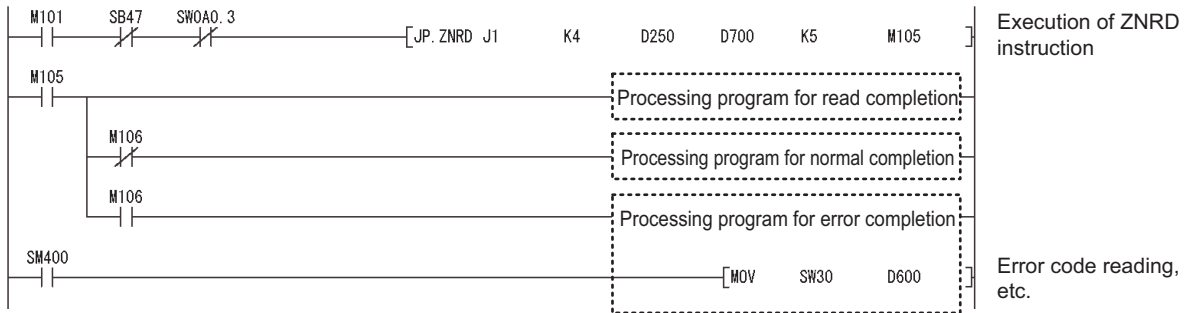 M101 SB47 SW0A0.3
JP.ZNRD J1 K4 D250 D700 K5 M105
Execution of ZNRD
instruction
M105
Processing program for read completion
M106
Processing program for normal completion
M106
Processing program for error completion
SM400
MOV SW30 D600
Error code reading,
etc.